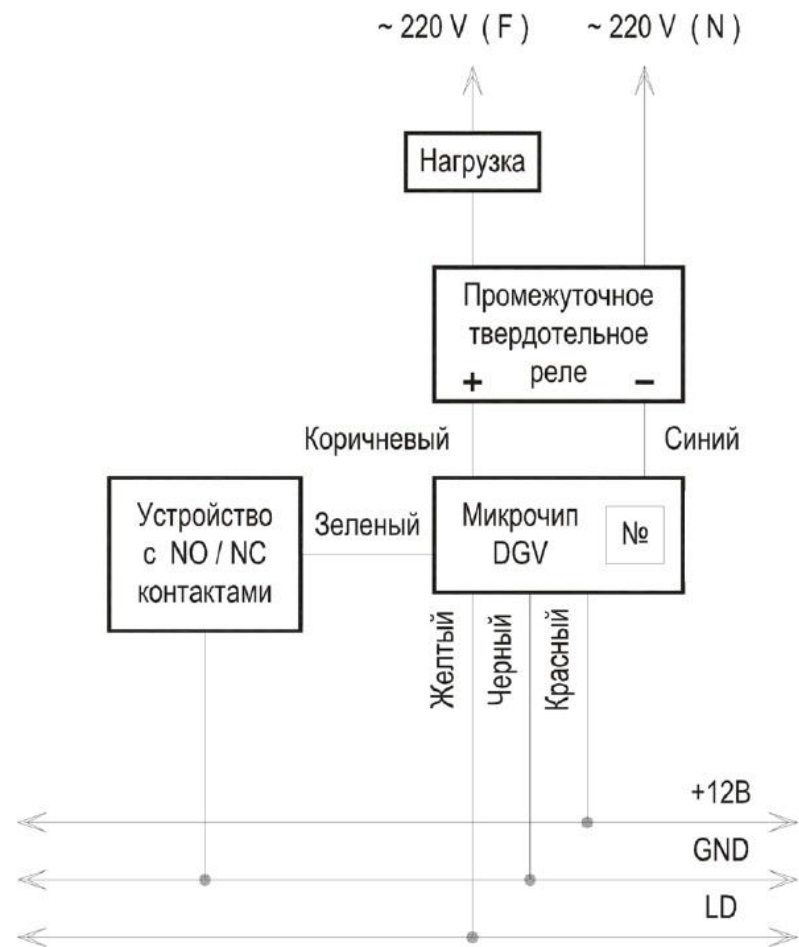 ~ 220 V ( F )
~ 220 V ( N )
Нагрузка
Промежуточное
твердотельное
реле
+
–
Коричневый
Синий
Устройство
с NO / NC
контактами
Зеленый
Микрочип
DGV
№
Желтый
Черный
Красный
+12В
GND
LD